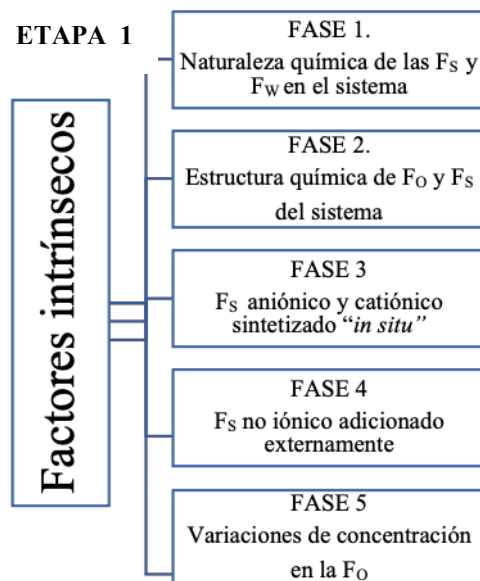 ETAPA 1
Factores intrínsecos
FASE 1.
Naturaleza química de las FS y
FW en el sistema
FASE 2.
Estructura química de FO y FS
del sistema
FASE 3
FS aniónico y catiónico
sintetizado “in situ”
FASE 4
FS no iónico adicionado
externamente
FASE 5
Variaciones de concentración
en la FO